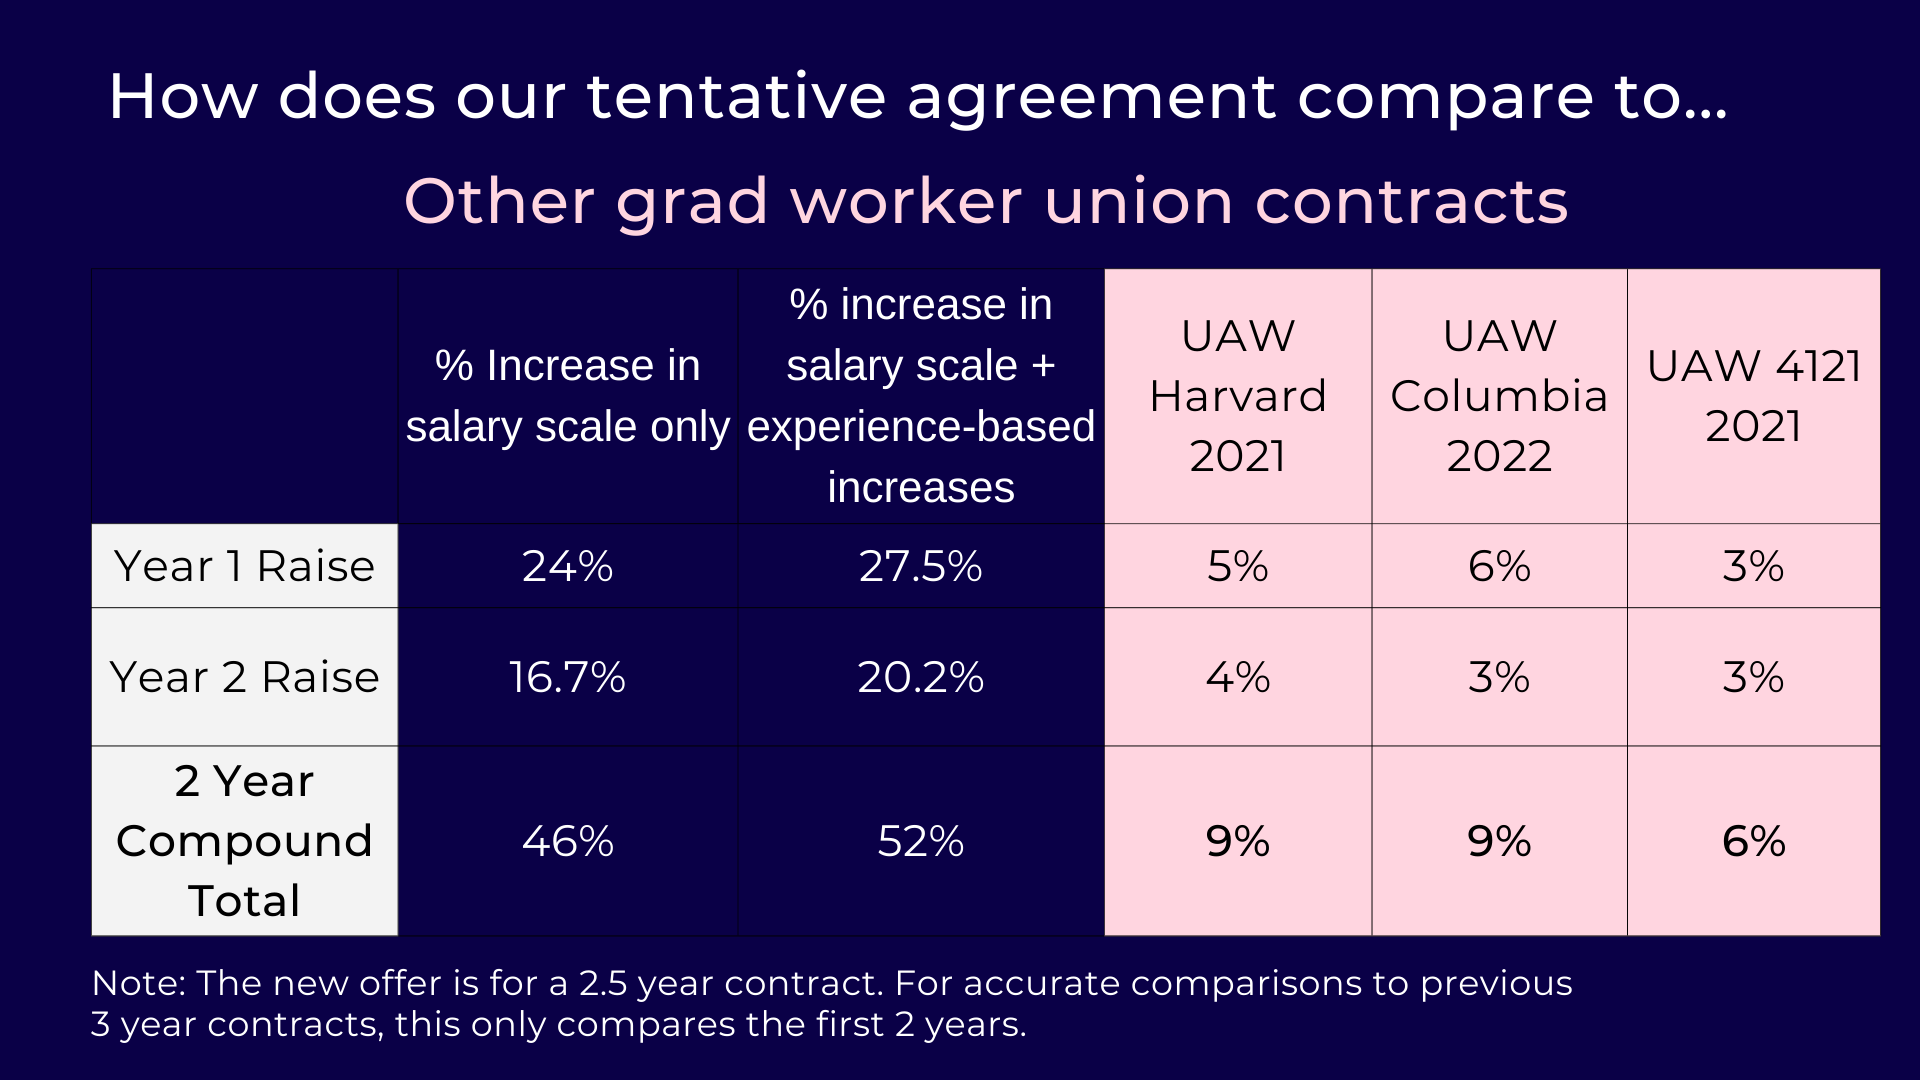 How does our tentative agreement compare to...
Other grad worker union contracts
% Increase in
salary scale only
% increase in
salary scale +
experience-based
increases
UAW
Harvard
2021
UAW
Columbia
2022
UAW 4121
2021
Year 1 Raise 24% 27.5% 5% 6% 3%
Year 2 Raise 16.7% 20.2% 4% 3% 3%
2 Year
Compound
Total
46% 52% 9% 9% 6%
Note: The new offer is for a 2.5 year contract. For accurate comparisons to previous
3 year contracts, this only compares the first 2 years.